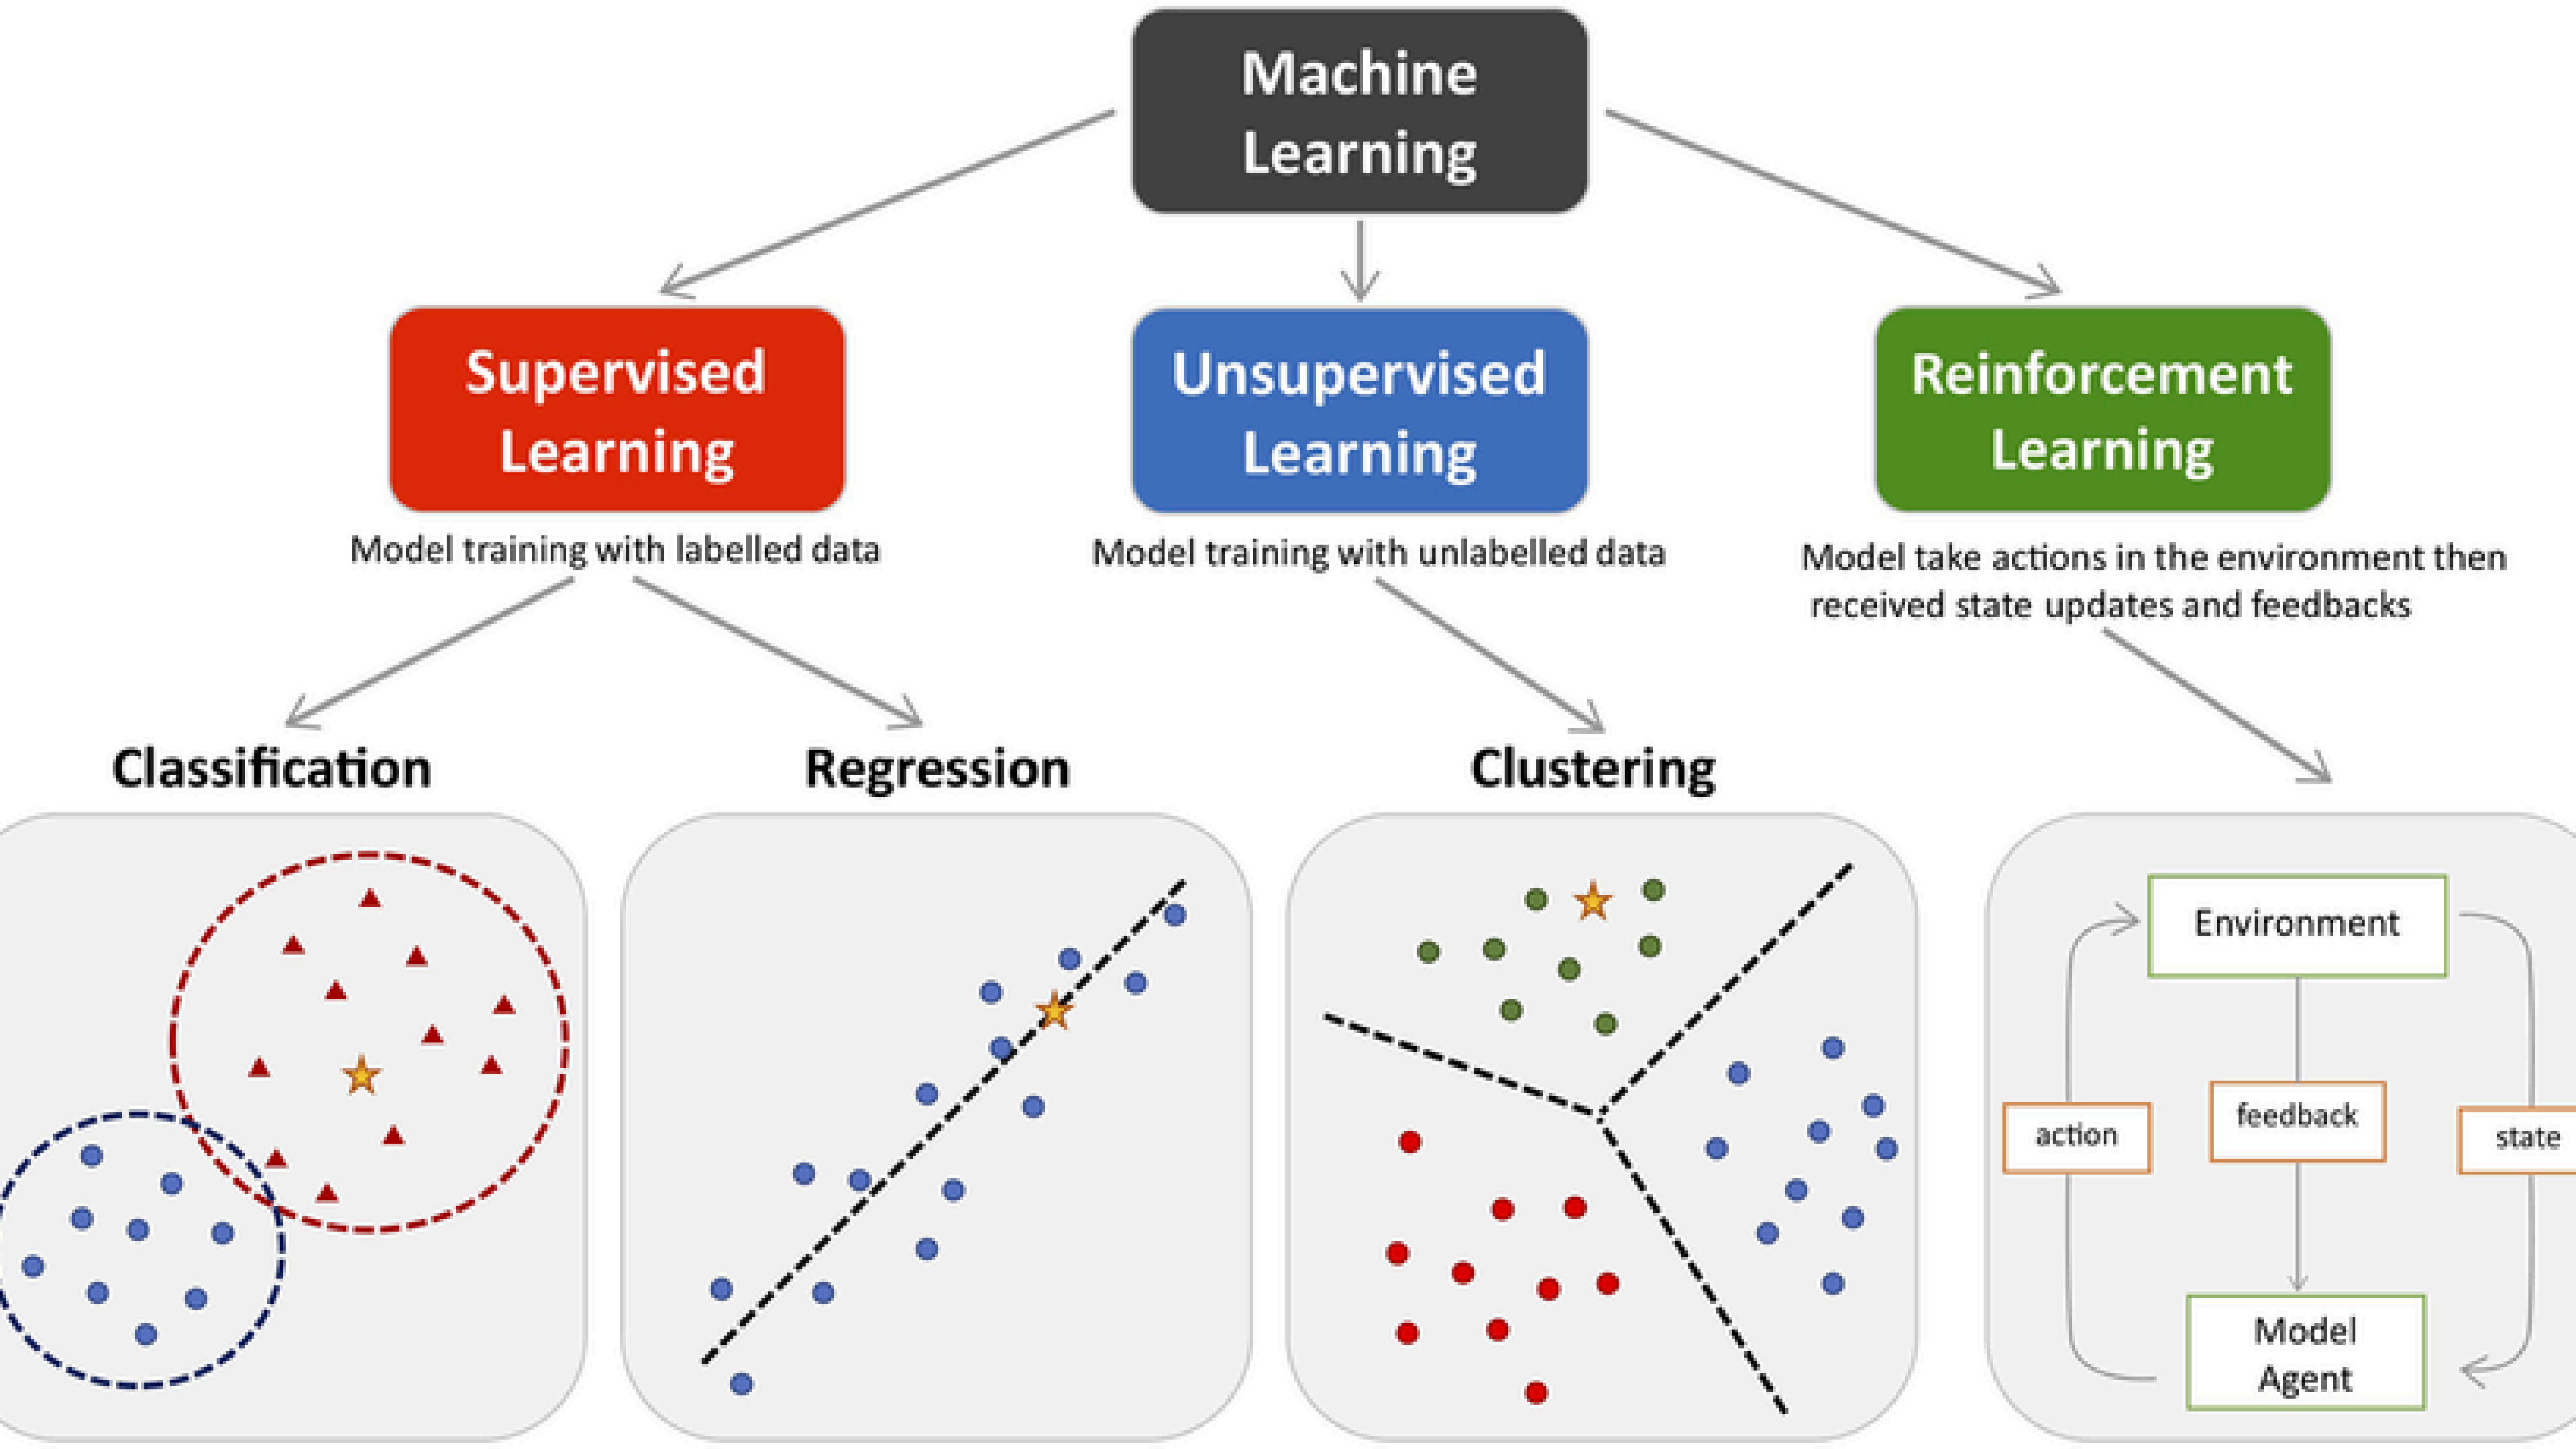 Machine
Learning
Supervised
Learning
Unsupervised
Learning
Reinforcement
Learning
Model training with labelled data
Model training with unlabelled data
Model take actions in the environment then
received state updates and feedbacks
Classification
Regression
Clustering
Environment
action
feedback
state
Model
Agent